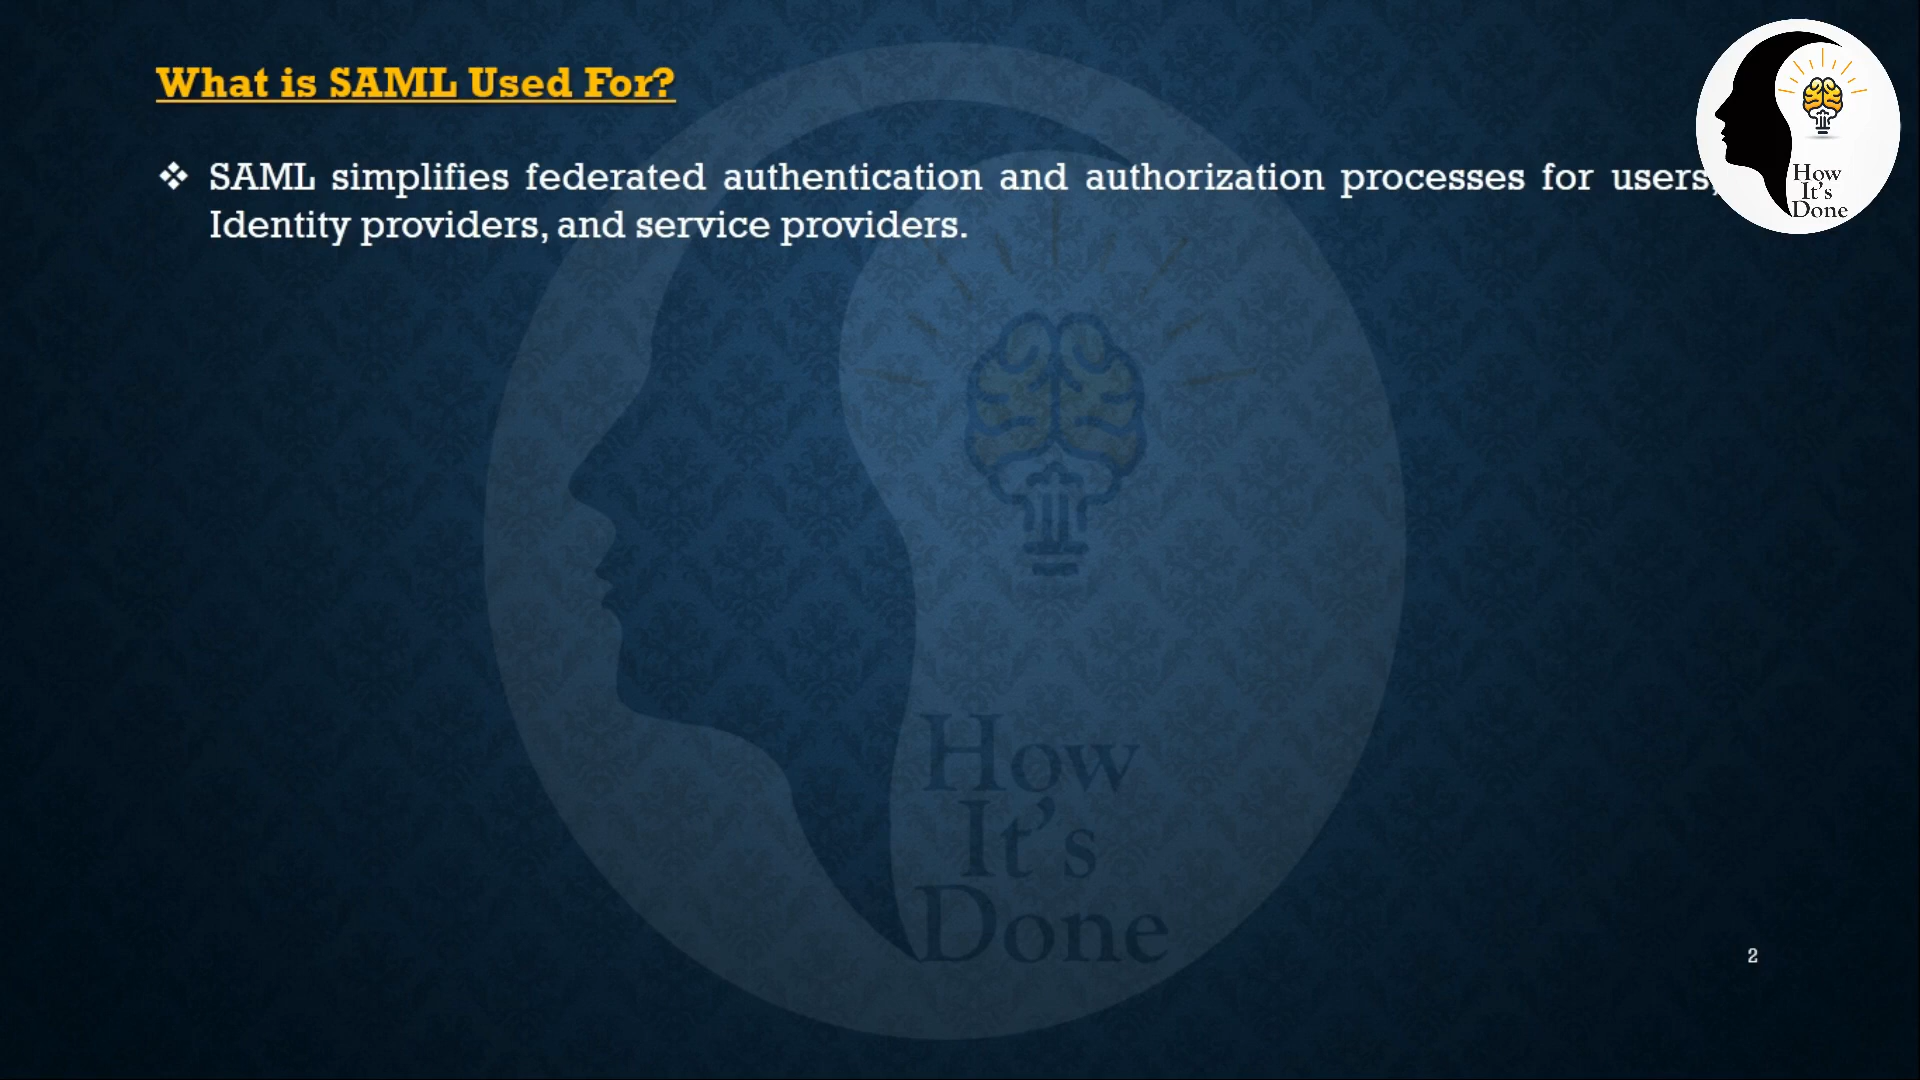 What is SAML Used For?
❖ SAML simplifies federated authentication and authorization processes for users,
Identity providers, and service providers.
How
It's
Done
How
It's
Done
2